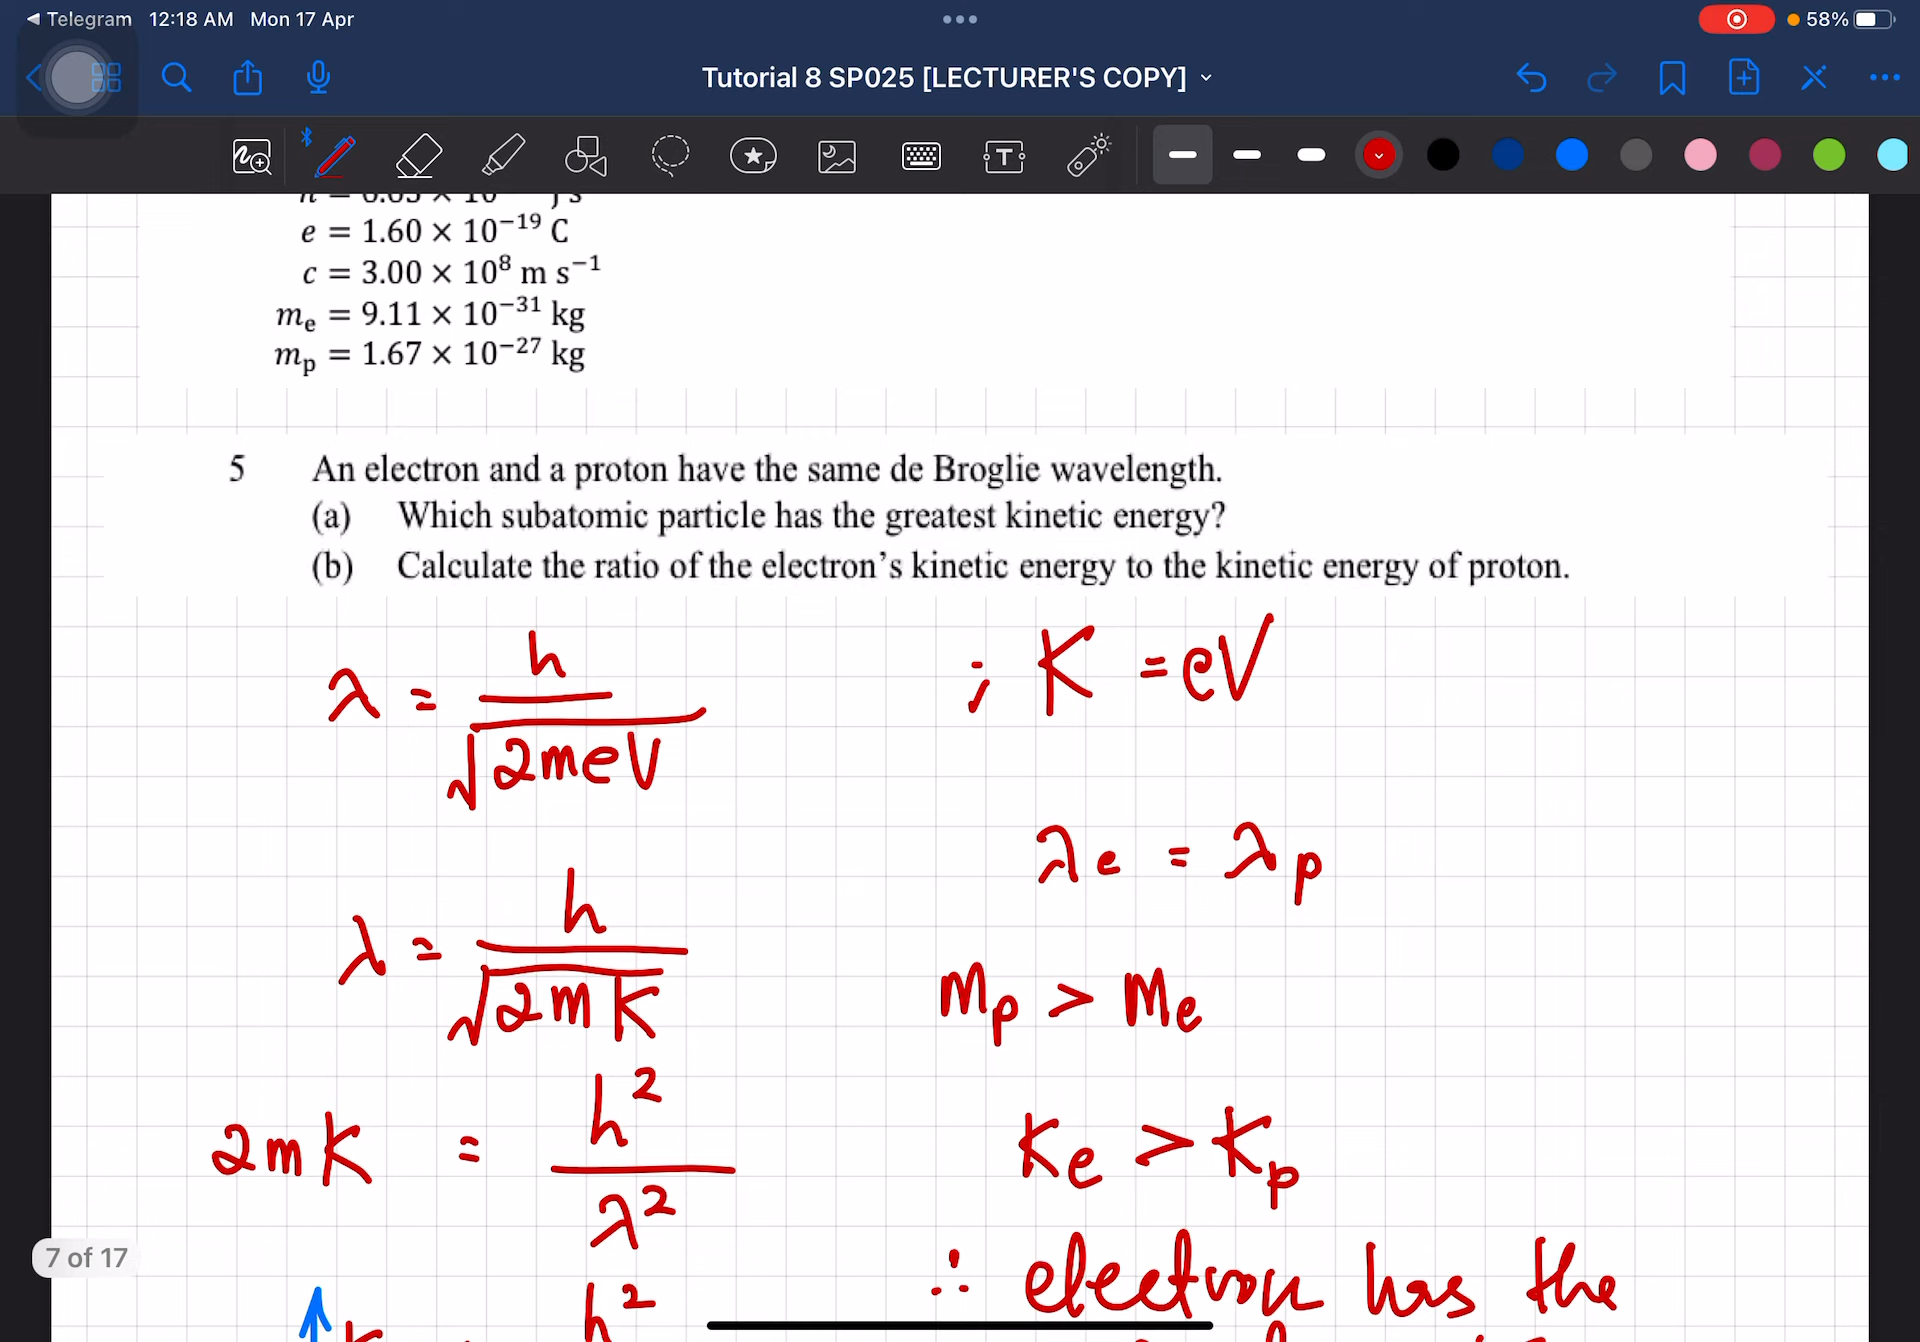 Telegram 12:18 AM Mon 17 Apr
58%
Tutorial 8 SP025 [LECTURER'S COPY]
e = 1.60 × 10⁻¹⁹ C
c = 3.00 × 10⁸ m s⁻¹
mₑ = 9.11 × 10⁻³¹ kg
mₚ = 1.67 × 10⁻²⁷ kg
5 An electron and a proton have the same de Broglie wavelength.
(a) Which subatomic particle has the greatest kinetic energy?
(b) Calculate the ratio of the electron's kinetic energy to the kinetic energy of proton.
λ = h / √2meV ; K = eV
λe = λp
λ = h / √2mK
mp > me
2mK = h² / λ²
Ke > Kp
7 of 17
∴ electron has the
h²